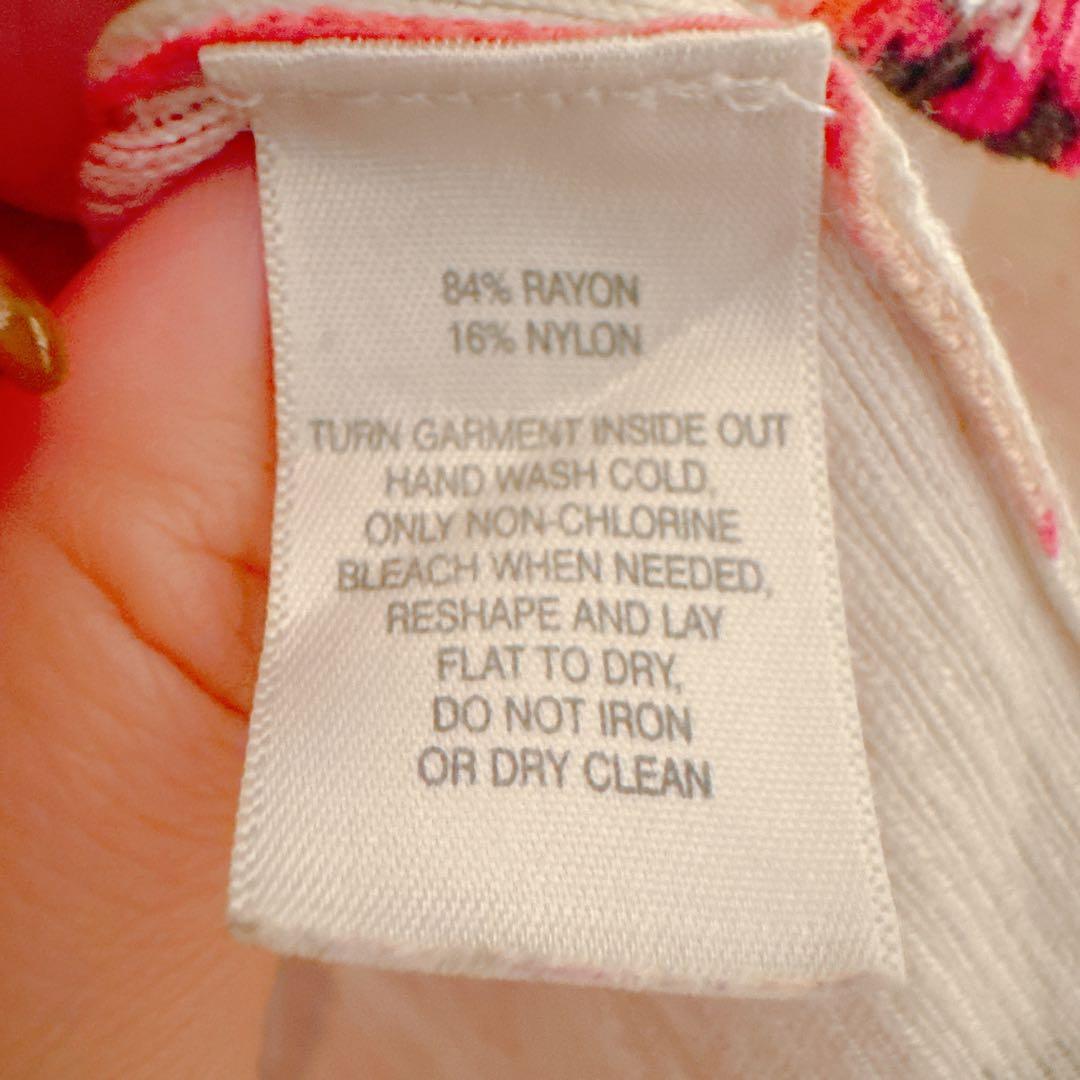 84% RAYON
16% NYLON
TURN GARMENT INSIDE OUT
HAND WASH COLD,
ONLY NON-CHLORINE
BLEACH WHEN NEEDED,
RESHAPE AND LAY
FLAT TO DRY,
DO NOT IRON
OR DRY CLEAN